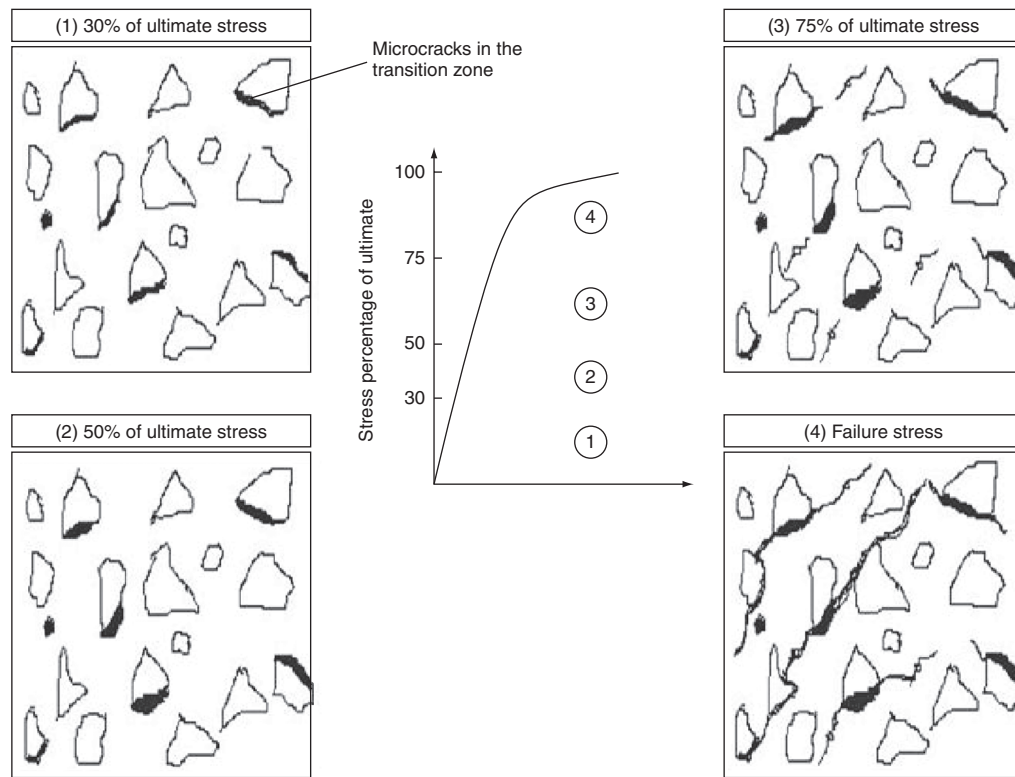 (1) 30% of ultimate stress
Microcracks in the
transition zone
(3) 75% of ultimate stress
Stress percentage of ultimate
100
75
50
30
4
3
2
1
(2) 50% of ultimate stress
(4) Failure stress